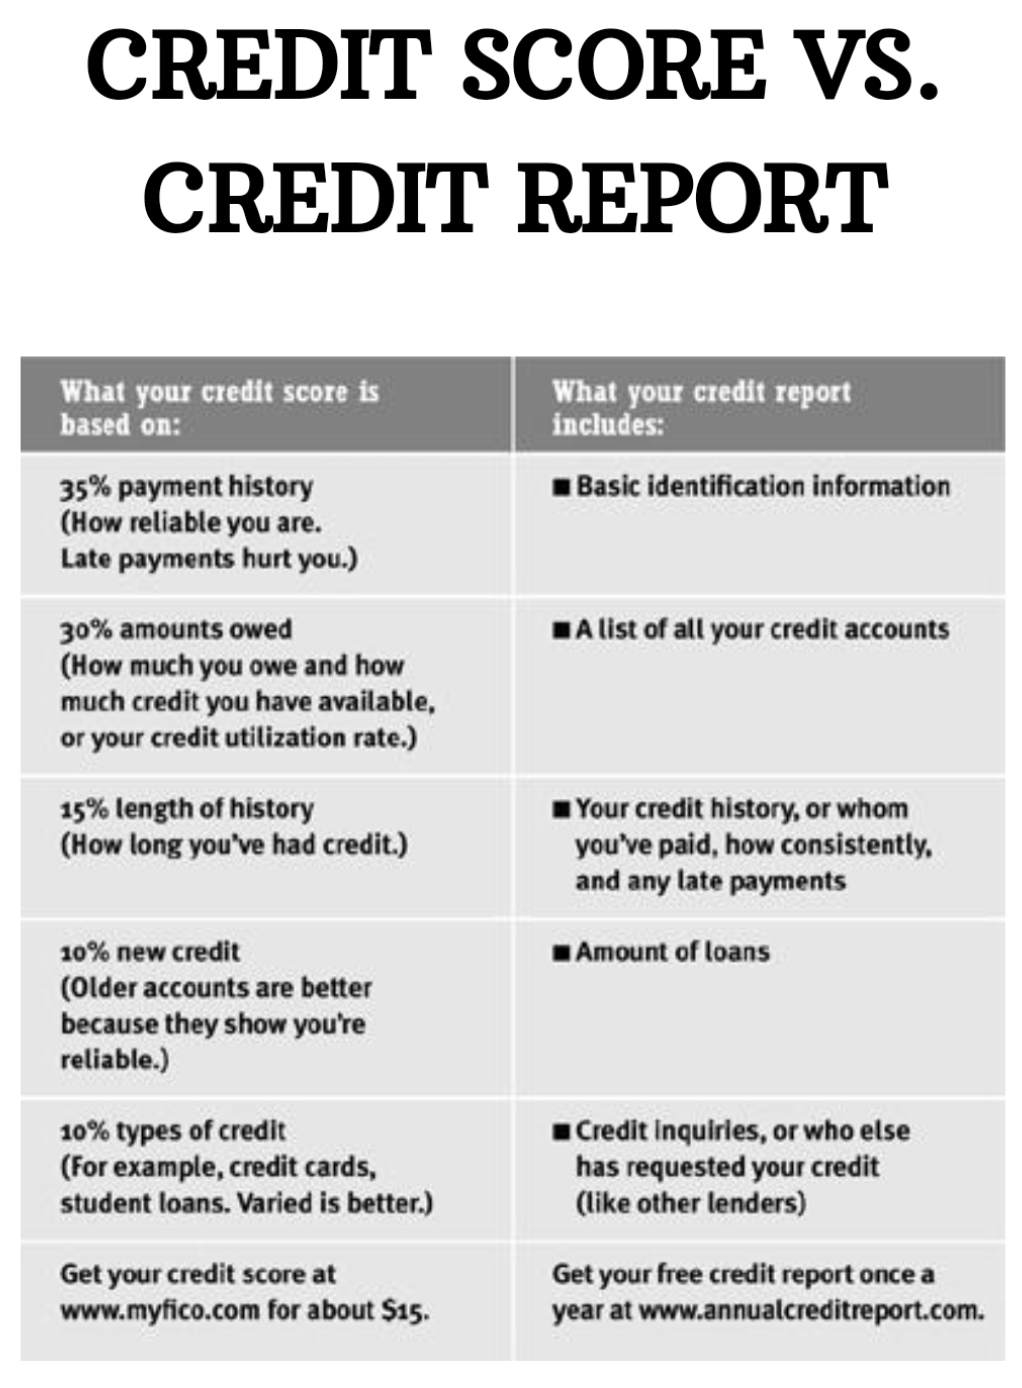 CREDIT SCORE VS.
CREDIT REPORT
What your credit score is
based on:
What your credit report
includes:
35% payment history
(How reliable you are.
Late payments hurt you.)
■ Basic identification information
30% amounts owed
(How much you owe and how
much credit you have available,
or your credit utilization rate.)
■ A list of all your credit accounts
15% length of history
(How long you've had credit.)
■ Your credit history, or whom
you've paid, how consistently,
and any late payments
10% new credit
(Older accounts are better
because they show you're
reliable.)
■ Amount of loans
10% types of credit
(For example, credit cards,
student loans. Varied is better.)
■ Credit inquiries, or who else
has requested your credit
(like other lenders)
Get your credit score at
www.myfico.com for about $15.
Get your free credit report once a
year at www.annualcreditreport.com.